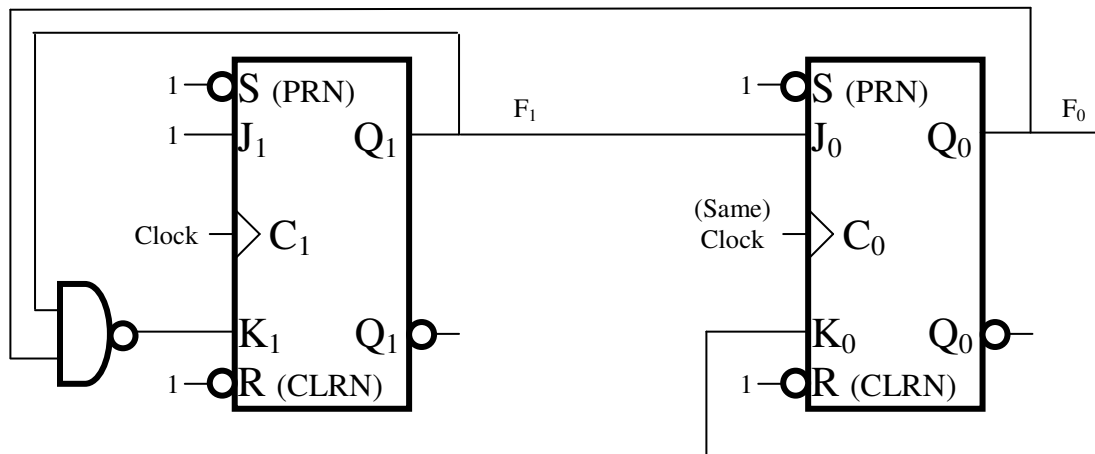 1 S (PRN)
1 J₁ Q₁
Clock C₁
K₁ Q₁
1 R (CLRN)
F₁
1 S (PRN)
J₀ Q₀
(Same)
Clock C₀
K₀ Q₀
1 R (CLRN)
F₀